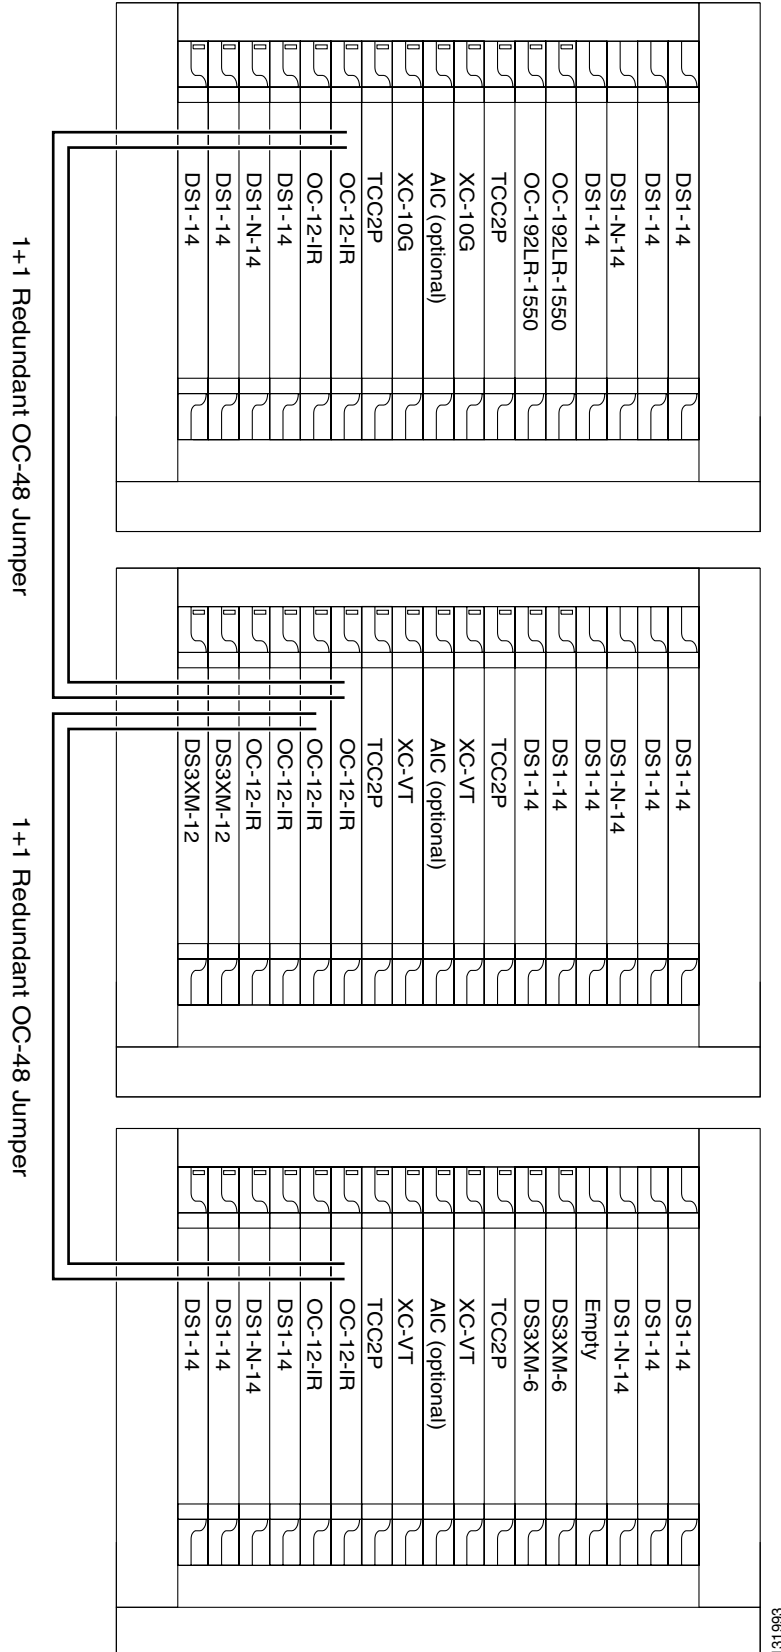 DS1-14
DS1-14
DS1-N-14
DS1-14
OC-192LR-1550
OC-192LR-1550
TCC2P
XC-10G
AIC (optional)
XC-10G
TCC2P
OC-12-IR
OC-12-IR
DS1-14
DS1-N-14
DS1-14
DS1-14
DS1-14
DS1-14
DS1-N-14
DS1-14
DS1-14
DS1-14
TCC2P
XC-VT
AIC (optional)
XC-VT
TCC2P
OC-12-IR
OC-12-IR
OC-12-IR
OC-12-IR
DS3XM-12
DS3XM-12
DS1-14
DS1-14
DS1-N-14
Empty
DS3XM-6
DS3XM-6
TCC2P
XC-VT
AIC (optional)
XC-VT
TCC2P
OC-12-IR
OC-12-IR
DS1-14
DS1-N-14
DS1-14
DS1-14
1+1 Redundant OC-48 Jumper
1+1 Redundant OC-48 Jumper
131693